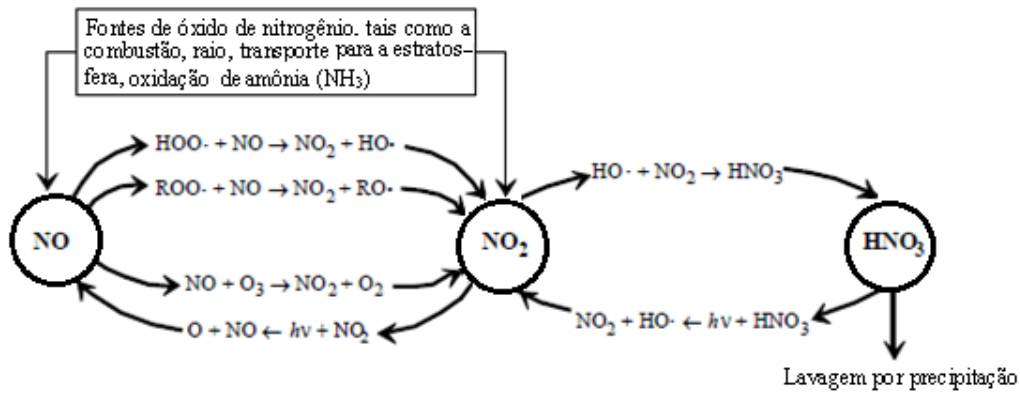 Fontes de óxido de nitrogênio. tais como a
combustão, raio, transporte para a estratos–
fera, oxidação de amônia (NH₃)
HOO· + NO → NO₂ + HO•
ROO· + NO → NO₂ + RO•
HO· + NO₂ → HNO₃
NO
NO₂
HNO₃
NO + O₃ → NO₂ + O₂
O + NO ← hν + NO₂
NO₂ + HO· ← hν + HNO₃
Lavagem por precipitação